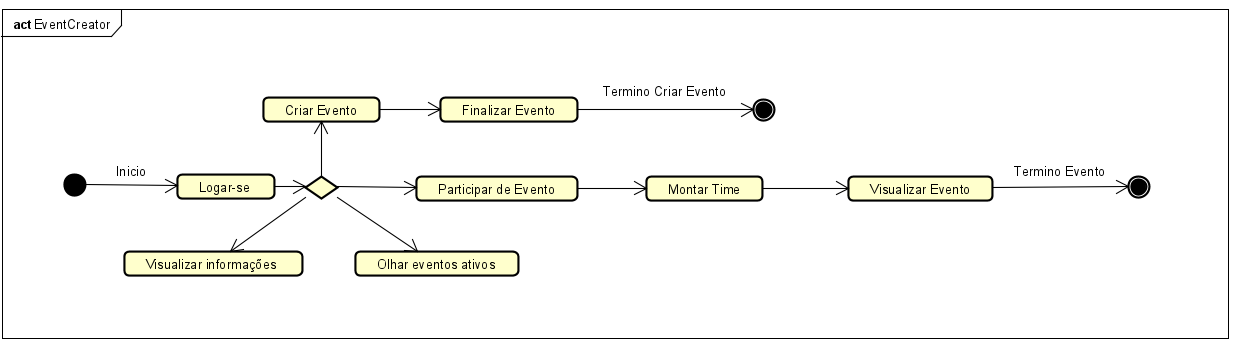 act EventCreator
Termino Criar Evento
Criar Evento
Finalizar Evento
Inicio
Termino Evento
Logar-se
Participar de Evento
Montar Time
Visualizar Evento
Visualizar informações
Olhar eventos ativos